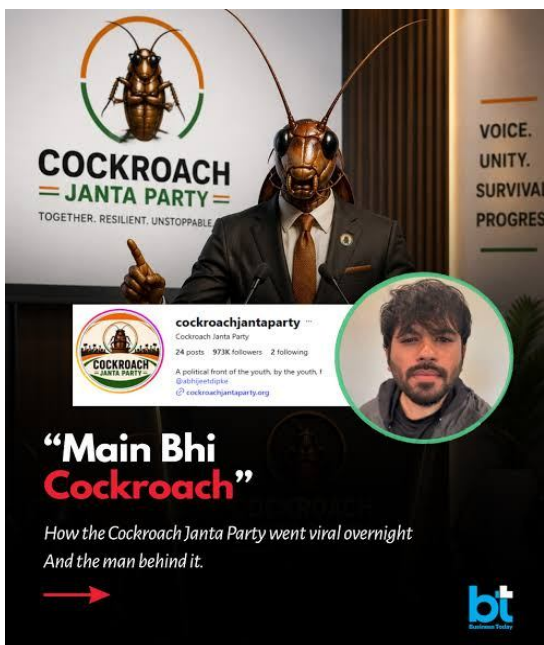 COCKROACH
JANTA PARTY
TOGETHER. RESILIENT. UNSTOPPABLE.
VOICE.
UNITY.
SURVIVAL
PROGRES
cockroachjantaparty ...
Cockroach Janta Party
24 posts 973K followers 2 following
A political front of the youth, by the youth, f
@abhijeetdipke
cockroachjantaparty.org
COCKROACH
JANTA PARTY
“Main Bhi
Cockroach”
How the Cockroach Janta Party went viral overnight
And the man behind it.
bt
Business Today